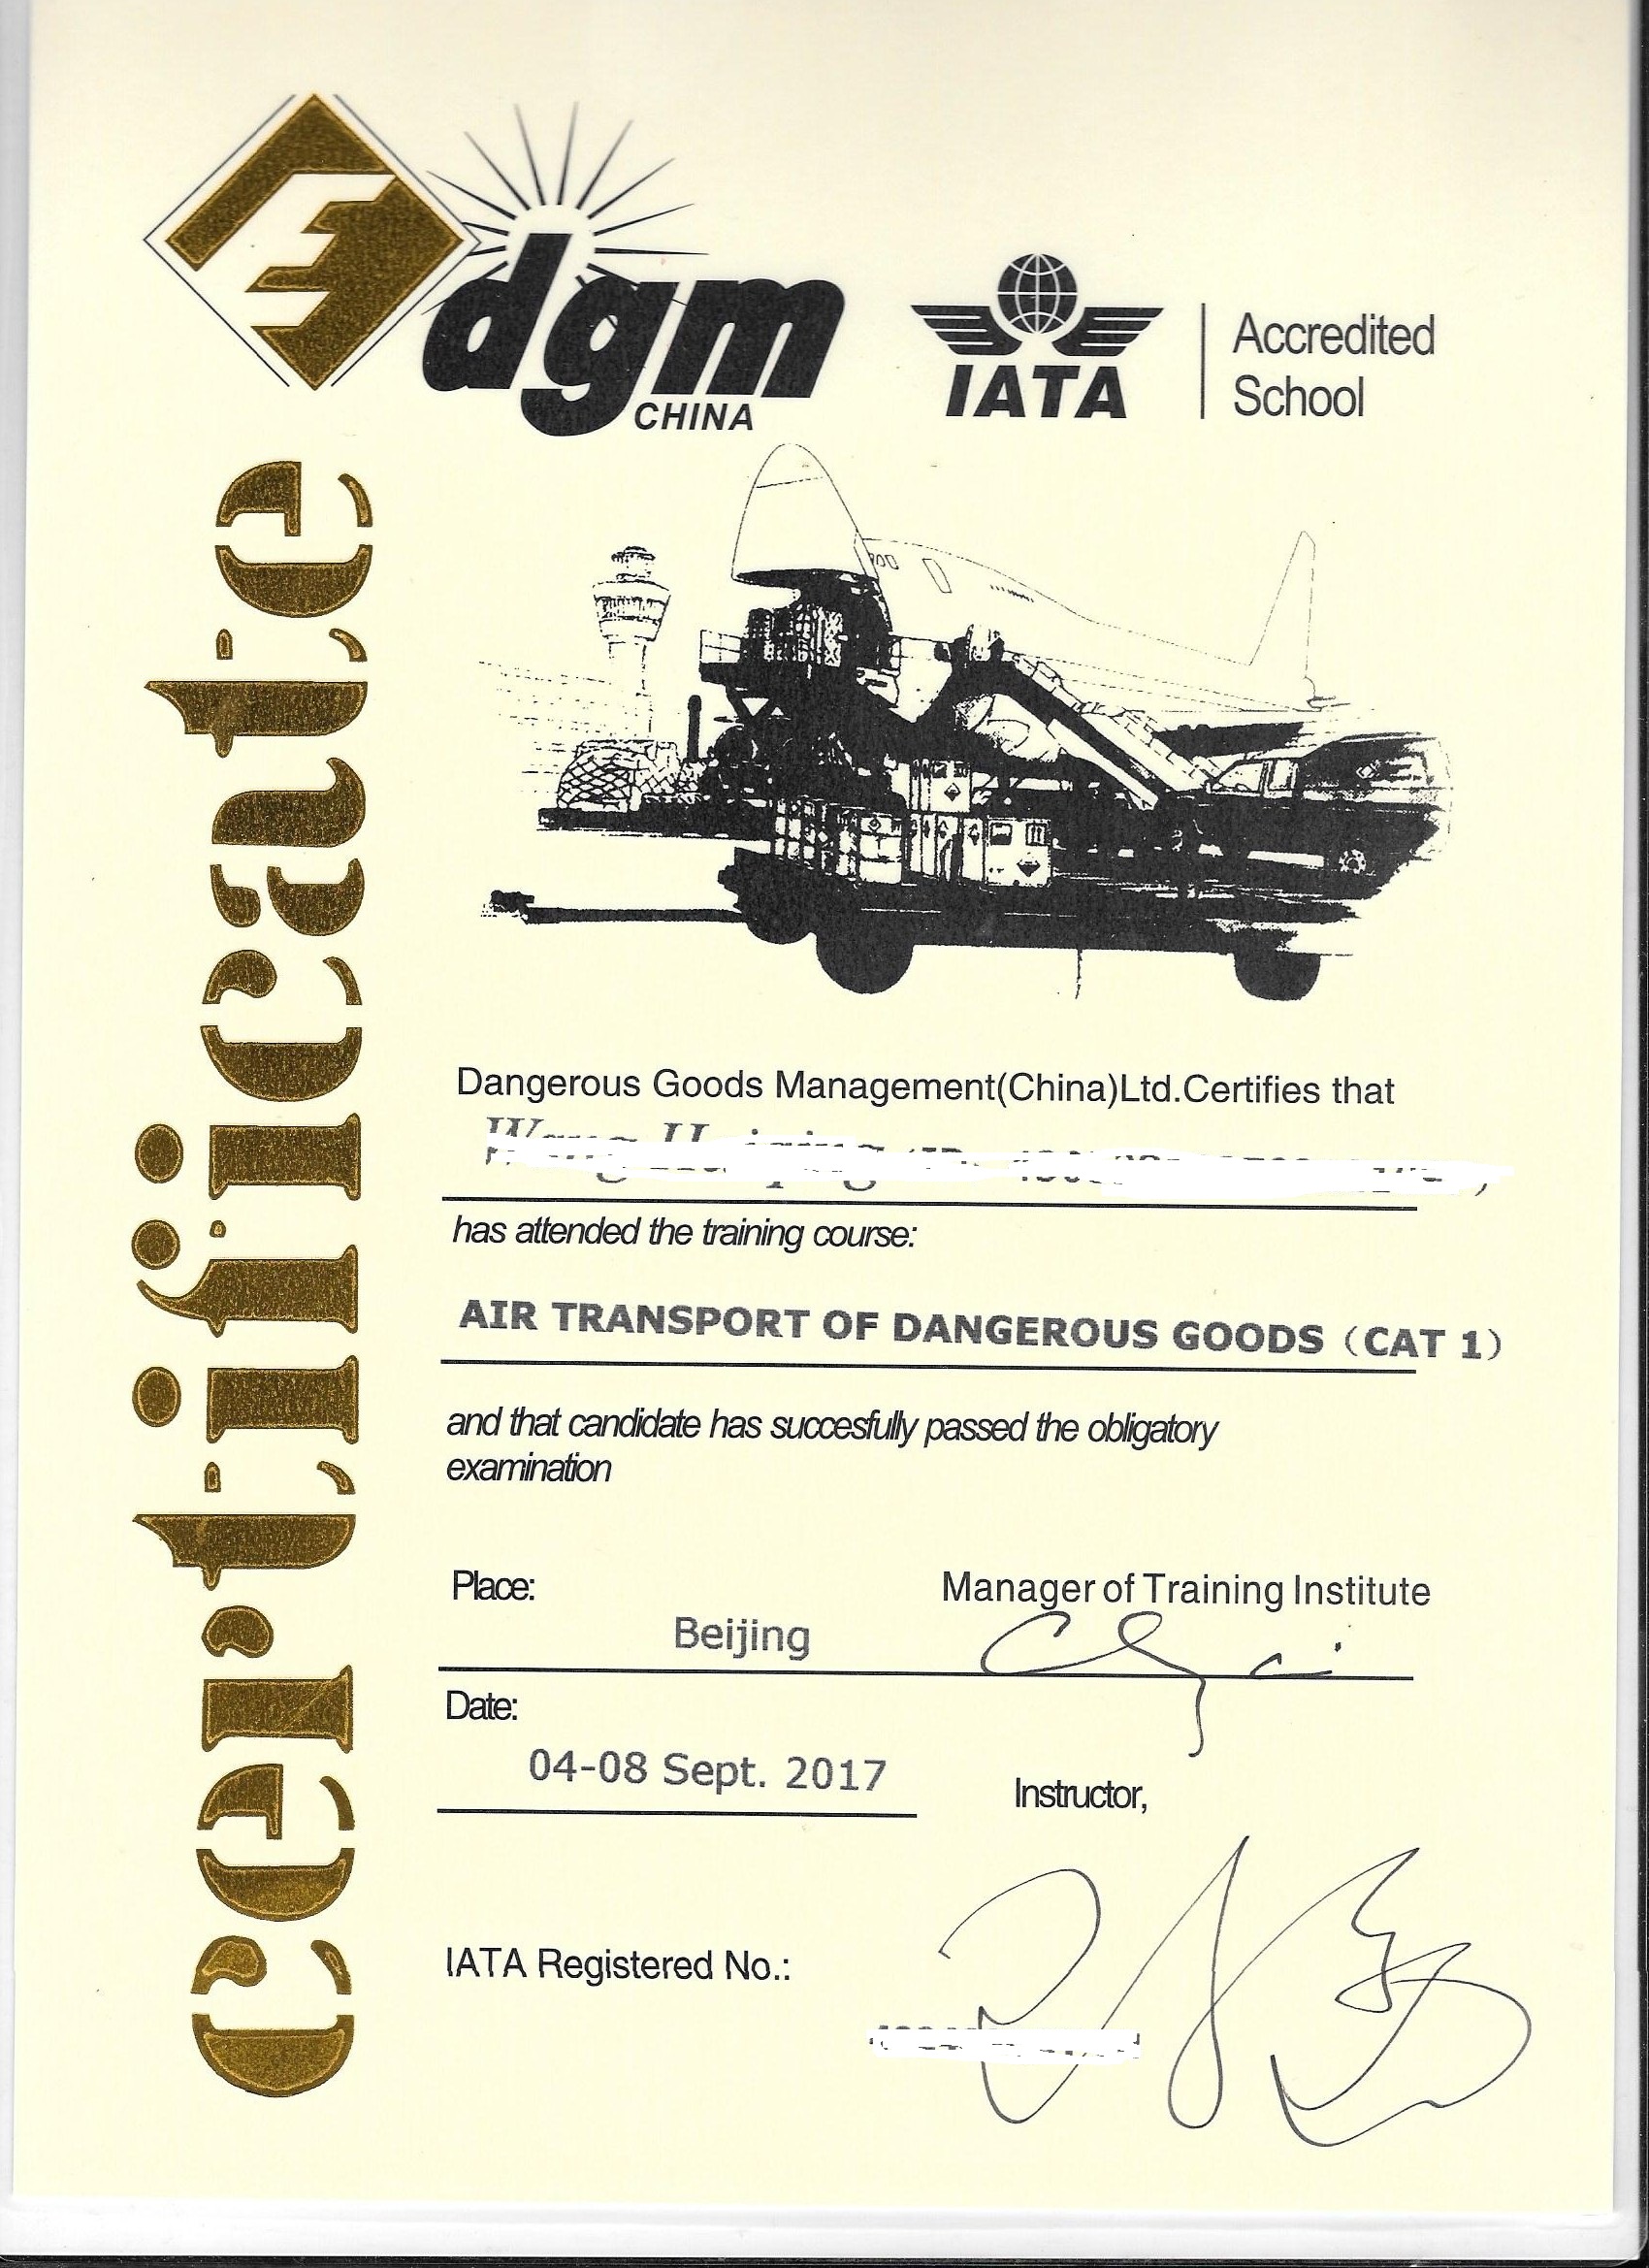 certificate
dgm
CHINA
IATA
Accredited
School
Dangerous Goods Management(China)Ltd.Certifies that
has attended the training course:
AIR TRANSPORT OF DANGEROUS GOODS (CAT 1)
and that candidate has succesfully passed the obligatory
examination
Place:
Manager of Training Institute
Beijing
Date:
04-08 Sept. 2017
Instructor,
IATA Registered No.: